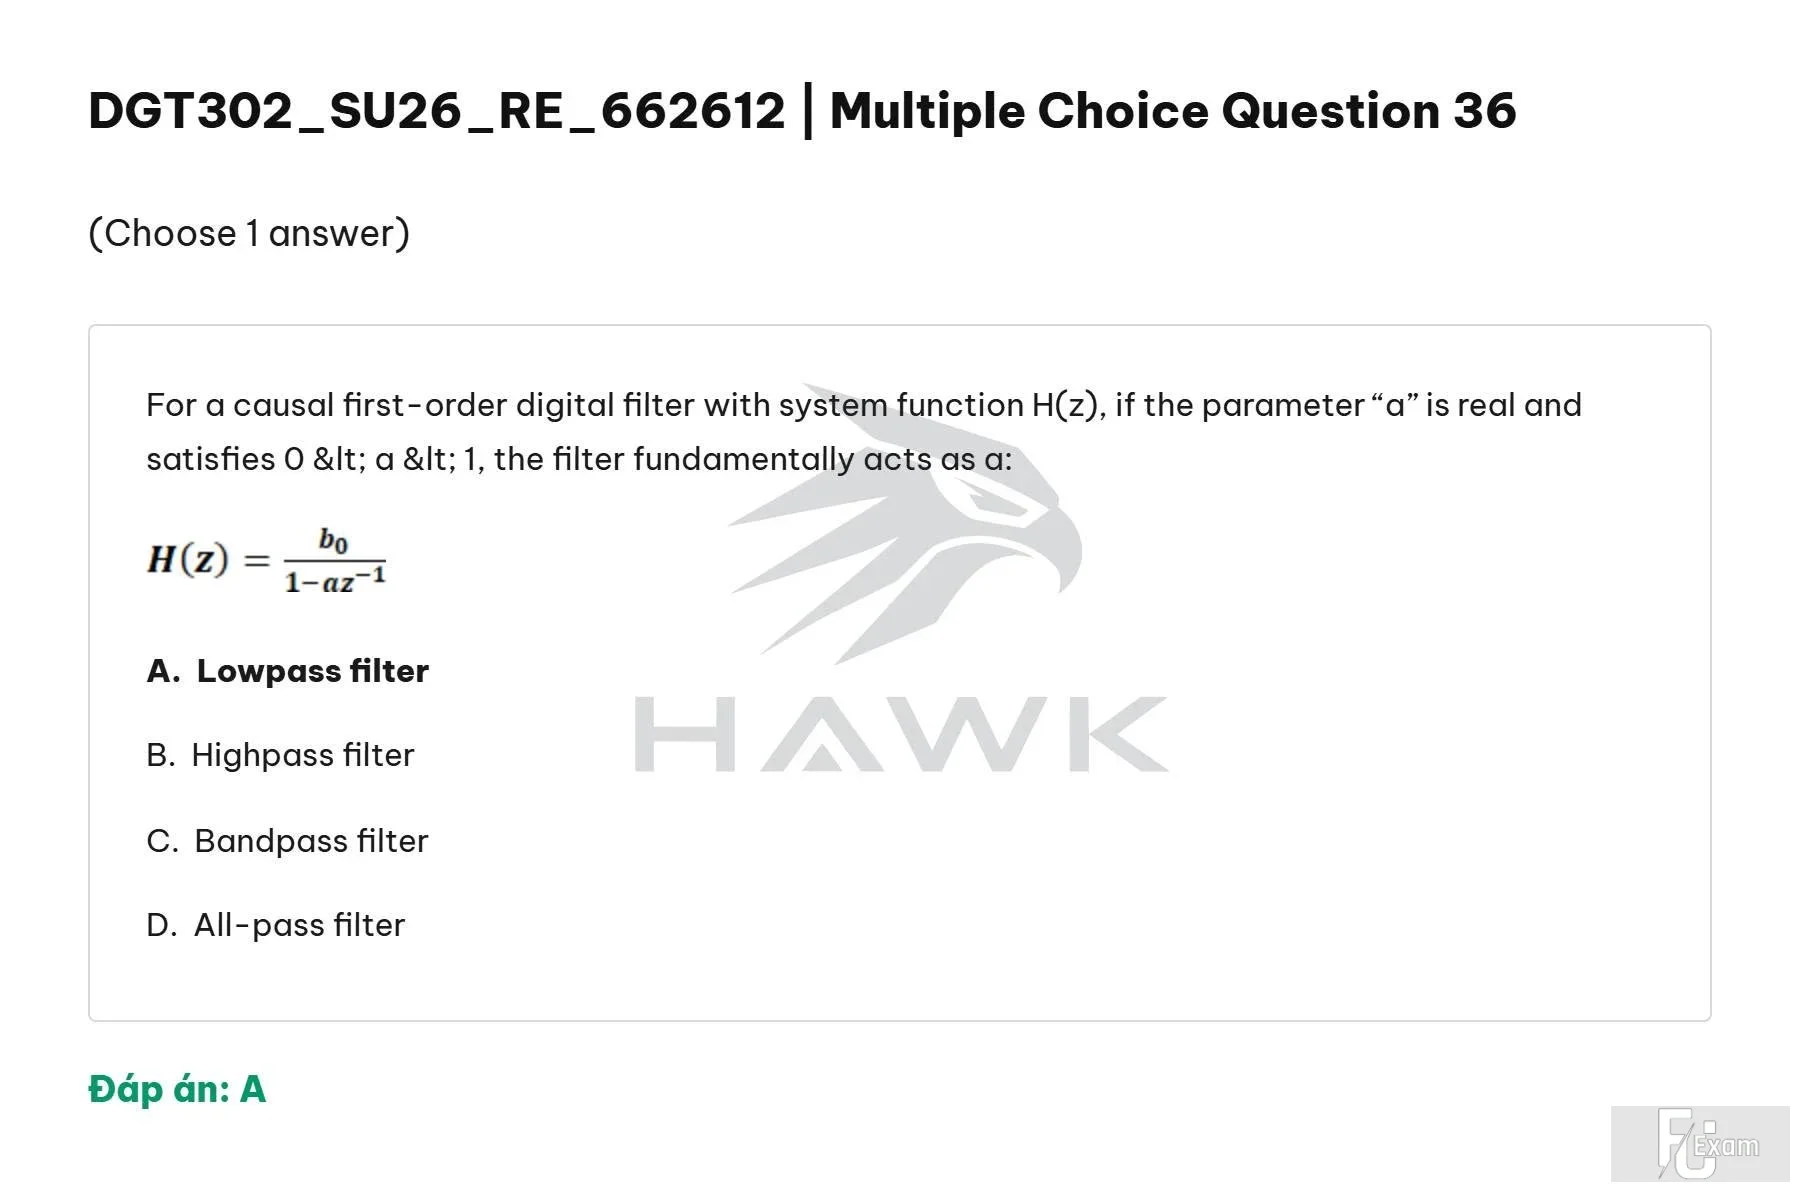 DGT302_SU26_RE_662612 | Multiple Choice Question 36
(Choose 1 answer)
For a causal first-order digital filter with system function H(z), if the parameter “a” is real and
satisfies 0 &lt; a &lt; 1, the filter fundamentally acts as a:
H(z) = b₀ / 1−az⁻¹
A. Lowpass filter
B. Highpass filter
C. Bandpass filter
D. All-pass filter
HAWK
Đáp án: A
FU Exam